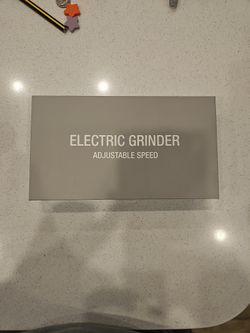 ELECTRIC GRINDER
ADJUSTABLE SPEED